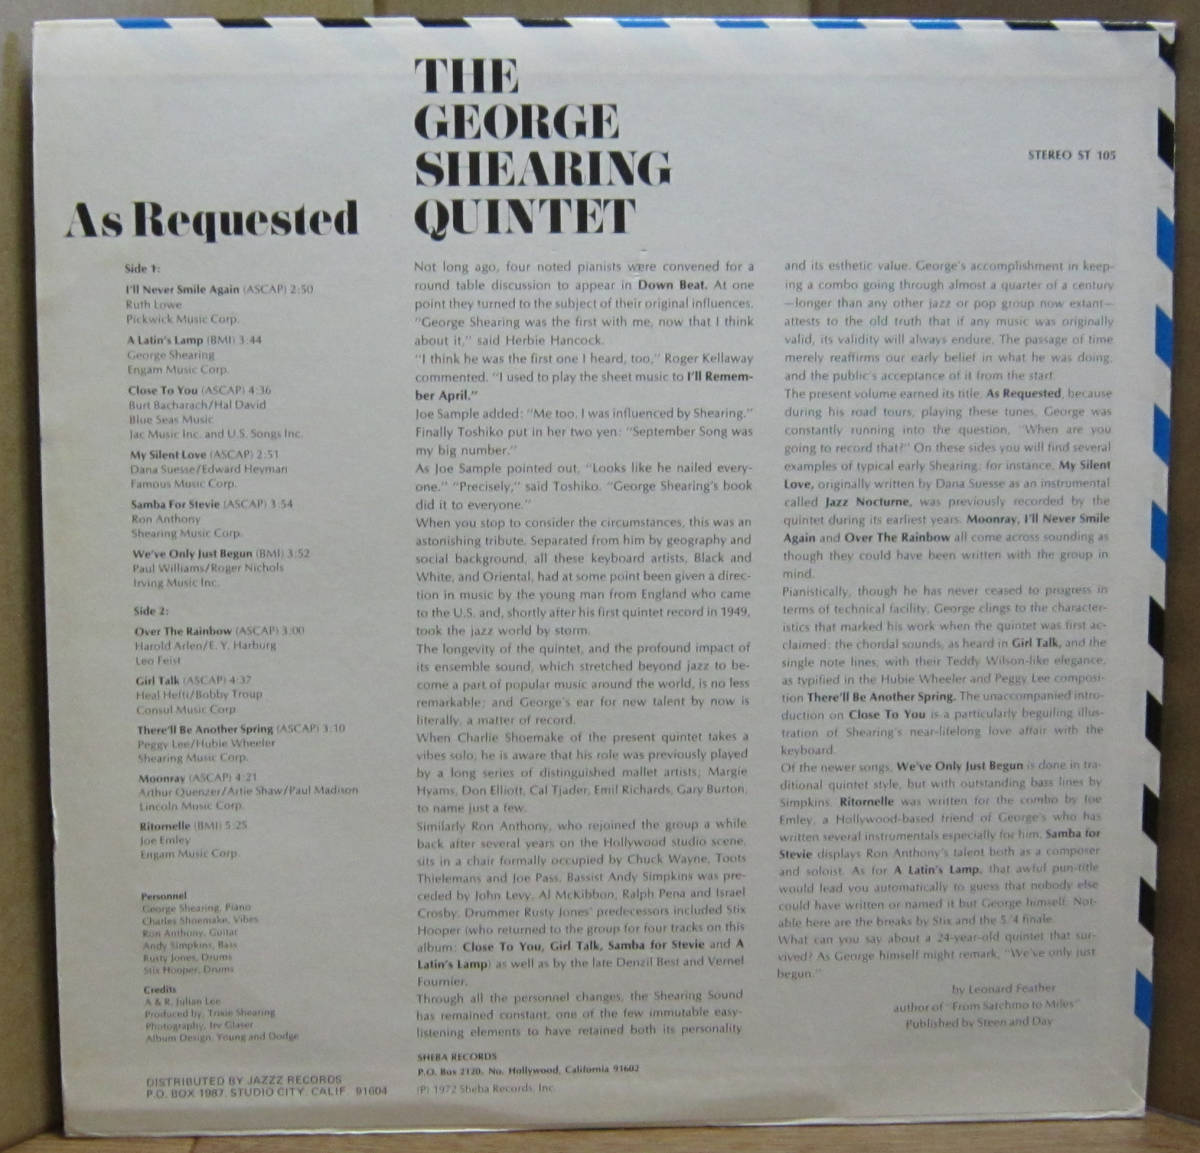 THE
GEORGE
SHEARING
QUINTET
As Requested
STEREO ST 105
Side 1:
I'll Never Smile Again (ASCAP) 2:50
Ruth Lowe
Pickwick Music Corp.
A Latin's Lamp (BMI) 3:44
George Shearing
Engam Music Corp.
Close To You (ASCAP) 4:36
Burt Bacharach/Hal David
Blue Seas Music
Jac Music Inc. and U.S. Songs Inc.
My Silent Love (ASCAP) 2:51
Dana Suesse/Edward Heyman
Famous Music Corp.
Samba For Stevie (ASCAP) 3:54
Ron Anthony
Shearing Music Corp.
We've Only Just Begun (BMI) 3:52
Paul Williams/Roger Nichols
Irving Music Inc.
Side 2:
Over The Rainbow (ASCAP) 3:00
Harold Arlen/E. Y. Harburg
Leo Feist
Girl Talk (ASCAP) 4:37
Heal Hefti/Bobby Troup
Consul Music Corp
There'll Be Another Spring (ASCAP) 3:10
Peggy Lee/Hubie Wheeler
Shearing Music Corp.
Moonray (ASCAP) 4:21
Arthur Quenzer/Artie Shaw/Paul Madison
Lincoln Music Corp.
Ritornelle (BMI) 5:25
Joe Emley
Engam Music Corp.
Personnel
George Shearing, Piano
Charles Shoemake, Vibes
Ron Anthony, Guitar
Andy Simpkins, Bass
Rusty Jones, Drums
Stix Hooper, Drums
Credits
A & R, Julian Lee
Produced by, Trixie Shearing
Photography, Irv Glaser
Album Design, Young and Dodge
DISTRIBUTED BY JAZZZ RECORDS
P.O. BOX 1987, STUDIO CITY, CALIF. 91604
Not long ago, four noted pianists were convened for a
round table discussion to appear in Down Beat. At one
point they turned to the subject of their original influences.
"George Shearing was the first with me, now that I think
about it," said Herbie Hancock.
"I think he was the first one I heard, too," Roger Kellaway
commented. "I used to play the sheet music to I'll Remem-
ber April."
Joe Sample added: "Me too. I was influenced by Shearing."
Finally Toshiko put in her two yen: "September Song was
my big number."
As Joe Sample pointed out, "Looks like he nailed every-
one." "Precisely," said Toshiko. "George Shearing's book
did it to everyone."
When you stop to consider the circumstances, this was an
astonishing tribute. Separated from him by geography and
social background, all these keyboard artists, Black and
White, and Oriental, had at some point been given a direc-
tion in music by the young man from England who came
to the U.S. and, shortly after his first quintet record in 1949,
took the jazz world by storm.
The longevity of the quintet, and the profound impact of
its ensemble sound, which stretched beyond jazz to be-
come a part of popular music around the world, is no less
remarkable; and George's ear for new talent by now is
literally, a matter of record.
When Charlie Shoemake of the present quintet takes a
vibes solo, he is aware that his role was previously played
by a long series of distinguished mallet artists; Margie
Hyams, Don Elliott, Cal Tjader, Emil Richards, Gary Burton,
to name just a few.
Similarly Ron Anthony, who rejoined the group a while
back after several years on the Hollywood studio scene,
sits in a chair formally occupied by Chuck Wayne, Toots
Thielemans and Joe Pass. Bassist Andy Simpkins was pre-
ceded by John Levy, Al McKibbon, Ralph Pena and Israel
Crosby. Drummer Rusty Jones' predecessors included Stix
Hooper (who returned to the group for four tracks on this
album; Close To You, Girl Talk, Samba for Stevie and A
Latin's Lamp) as well as by the late Denzil Best and Vernel
Fournier.
Through all the personnel changes, the Shearing Sound
has remained constant, one of the few immutable easy-
listening elements to have retained both its personality
SHEBA RECORDS
P.O. Box 2120, No. Hollywood, California 91602
(P) 1972 Sheba Records, Inc.
and its esthetic value. George's accomplishment in keep-
ing a combo going through almost a quarter of a century
—longer than any other jazz or pop group now extant—
attests to the old truth that if any music was originally
valid, its validity will always endure. The passage of time
merely reaffirms our early belief in what he was doing,
and the public's acceptance of it from the start.
The present volume earned its title, As Requested, because
during his road tours, playing these tunes, George was
constantly running into the question, "When are you
going to record that?" On these sides you will find several
examples of typical early Shearing: for instance, My Silent
Love, originally written by Dana Suesse as an instrumental
called Jazz Nocturne, was previously recorded by the
quintet during its earliest years. Moonray, I'll Never Smile
Again and Over The Rainbow all come across sounding as
though they could have been written with the group in
mind.
Pianistically, though he has never ceased to progress in
terms of technical facility, George clings to the character-
istics that marked his work when the quintet was first ac-
claimed: the chordal sounds, as heard in Girl Talk, and the
single note lines, with their Teddy Wilson-like elegance,
as typified in the Hubie Wheeler and Peggy Lee composi-
tion There'll Be Another Spring. The unaccompanied intro-
duction on Close To You is a particularly beguiling illus-
tration of Shearing's near-lifelong love affair with the
keyboard.
Of the newer songs, We've Only Just Begun is done in tra-
ditional quintet style, but with outstanding bass lines by
Simpkins. Ritornelle was written for the combo by Joe
Emley, a Hollywood-based friend of George's who has
written several instrumentals especially for him. Samba for
Stevie displays Ron Anthony's talent both as a composer
and soloist. As for A Latin's Lamp, that awful pun-title
would lead you automatically to guess that nobody else
could have written or named it but George himself. Not-
able here are the breaks by Stix and the 5/4 finale.
What can you say about a 24-year-old quintet that sur-
vived? As George himself might remark, "We've only just
begun."
by Leonard Feather
author of "From Satchmo to Miles"
Published by Steen and Day